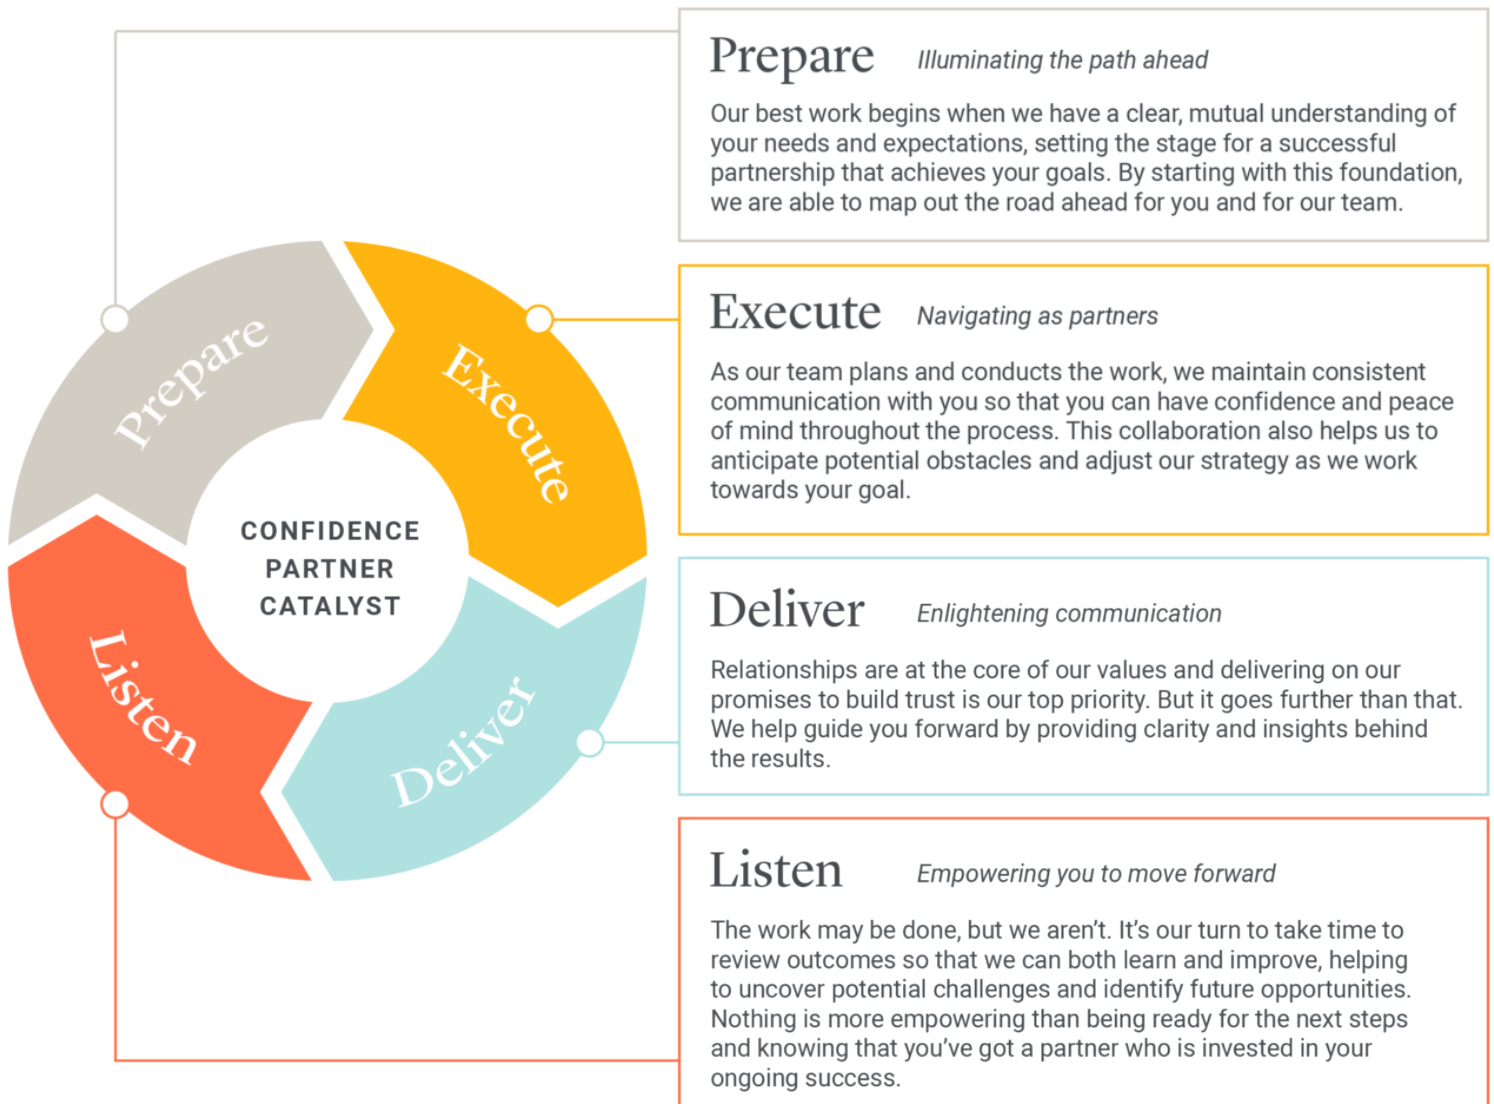 Prepare Illuminating the path ahead
Our best work begins when we have a clear, mutual understanding of
your needs and expectations, setting the stage for a successful
partnership that achieves your goals. By starting with this foundation,
we are able to map out the road ahead for you and for our team.
Execute Navigating as partners
As our team plans and conducts the work, we maintain consistent
communication with you so that you can have confidence and peace
of mind throughout the process. This collaboration also helps us to
anticipate potential obstacles and adjust our strategy as we work
towards your goal.
Deliver Enlightening communication
Relationships are at the core of our values and delivering on our
promises to build trust is our top priority. But it goes further than that.
We help guide you forward by providing clarity and insights behind
the results.
Listen Empowering you to move forward
The work may be done, but we aren’t. It’s our turn to take time to
review outcomes so that we can both learn and improve, helping
to uncover potential challenges and identify future opportunities.
Nothing is more empowering than being ready for the next steps
and knowing that you’ve got a partner who is invested in your
ongoing success.
Prepare
Execute
Deliver
Listen
CONFIDENCE
PARTNER
CATALYST